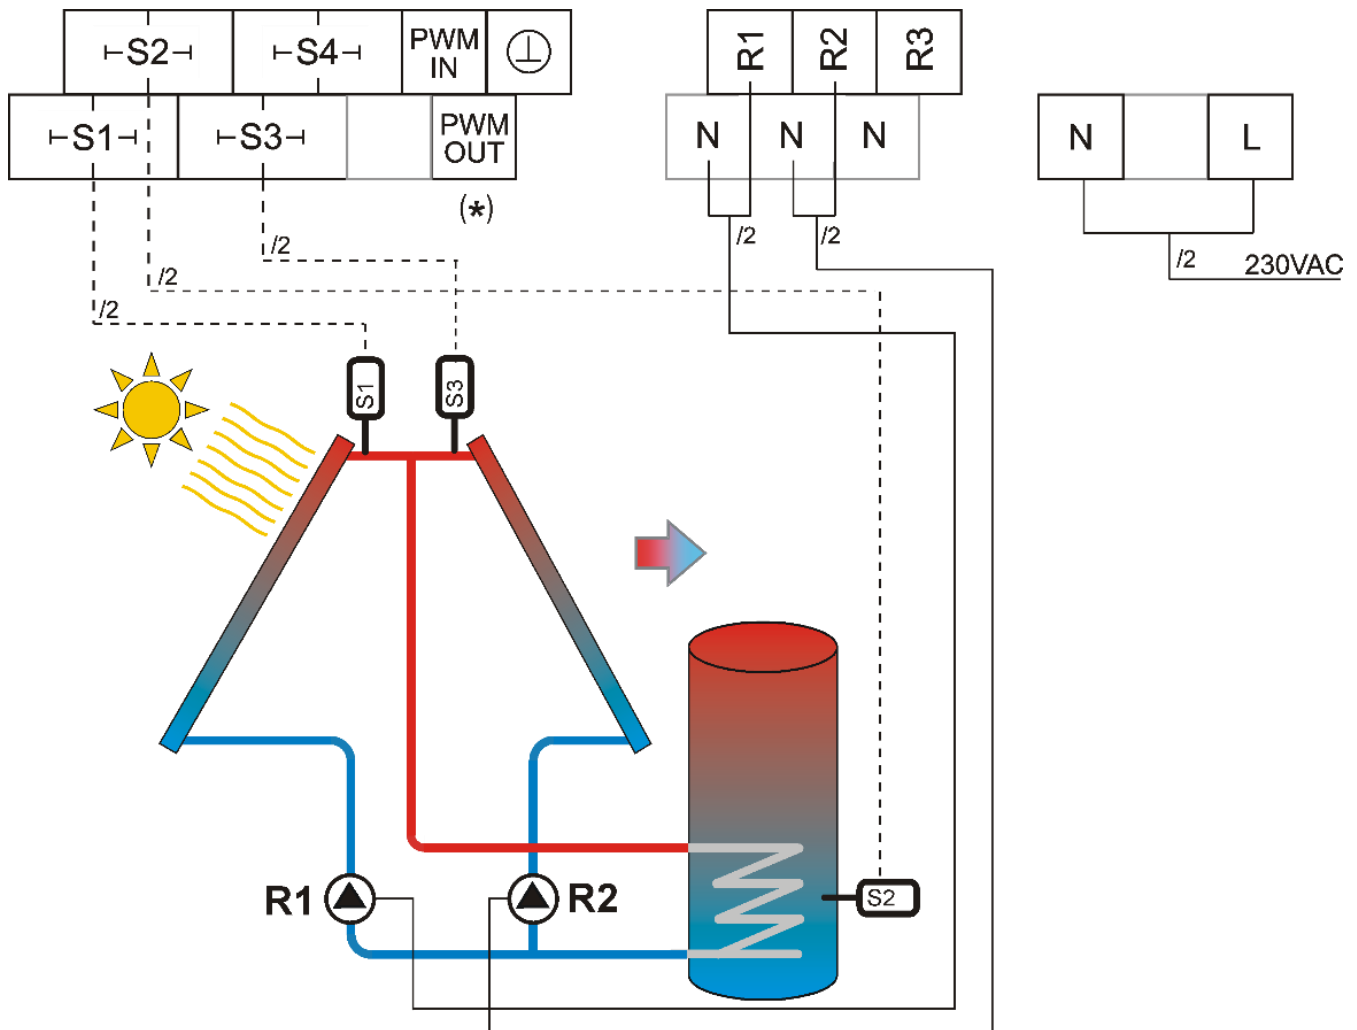 S2 S4 PWM IN
R1 R2 R3
S1 S3 PWM OUT
N N N
N L
(*)
/2
/2
/2
/2
/2
/2
230VAC
S1
S3
R1
R2
S2